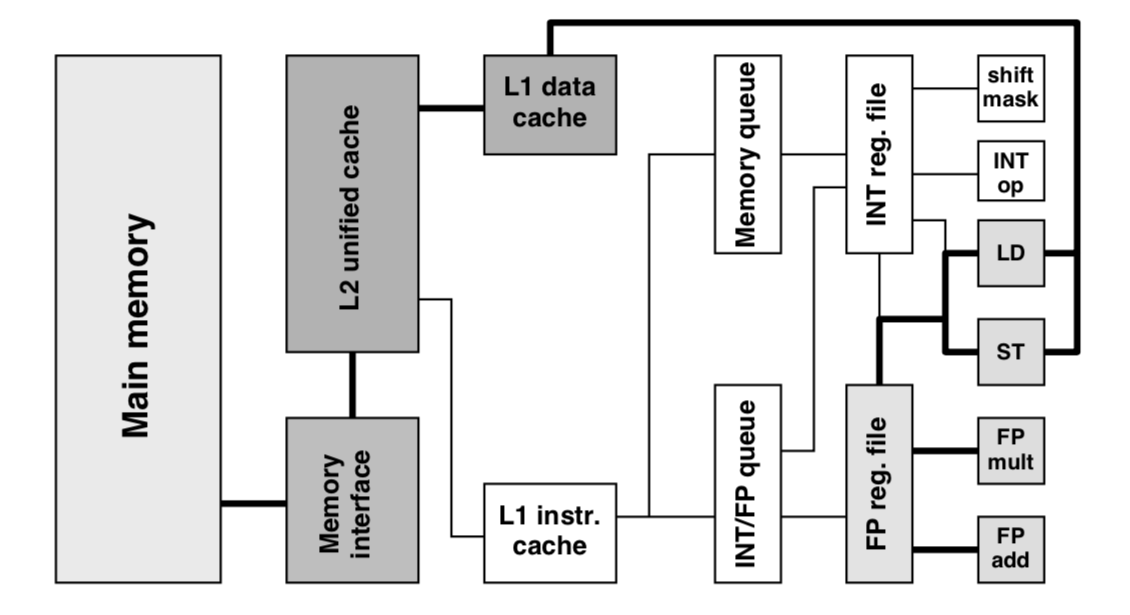 Main memory
L2 unified cache
Memory
interface
L1 data
cache
L1 instr.
cache
Memory queue
INT/FP queue
INT reg. file
FP reg. file
shift
mask
INT
op
LD
ST
FP
mult
FP
add